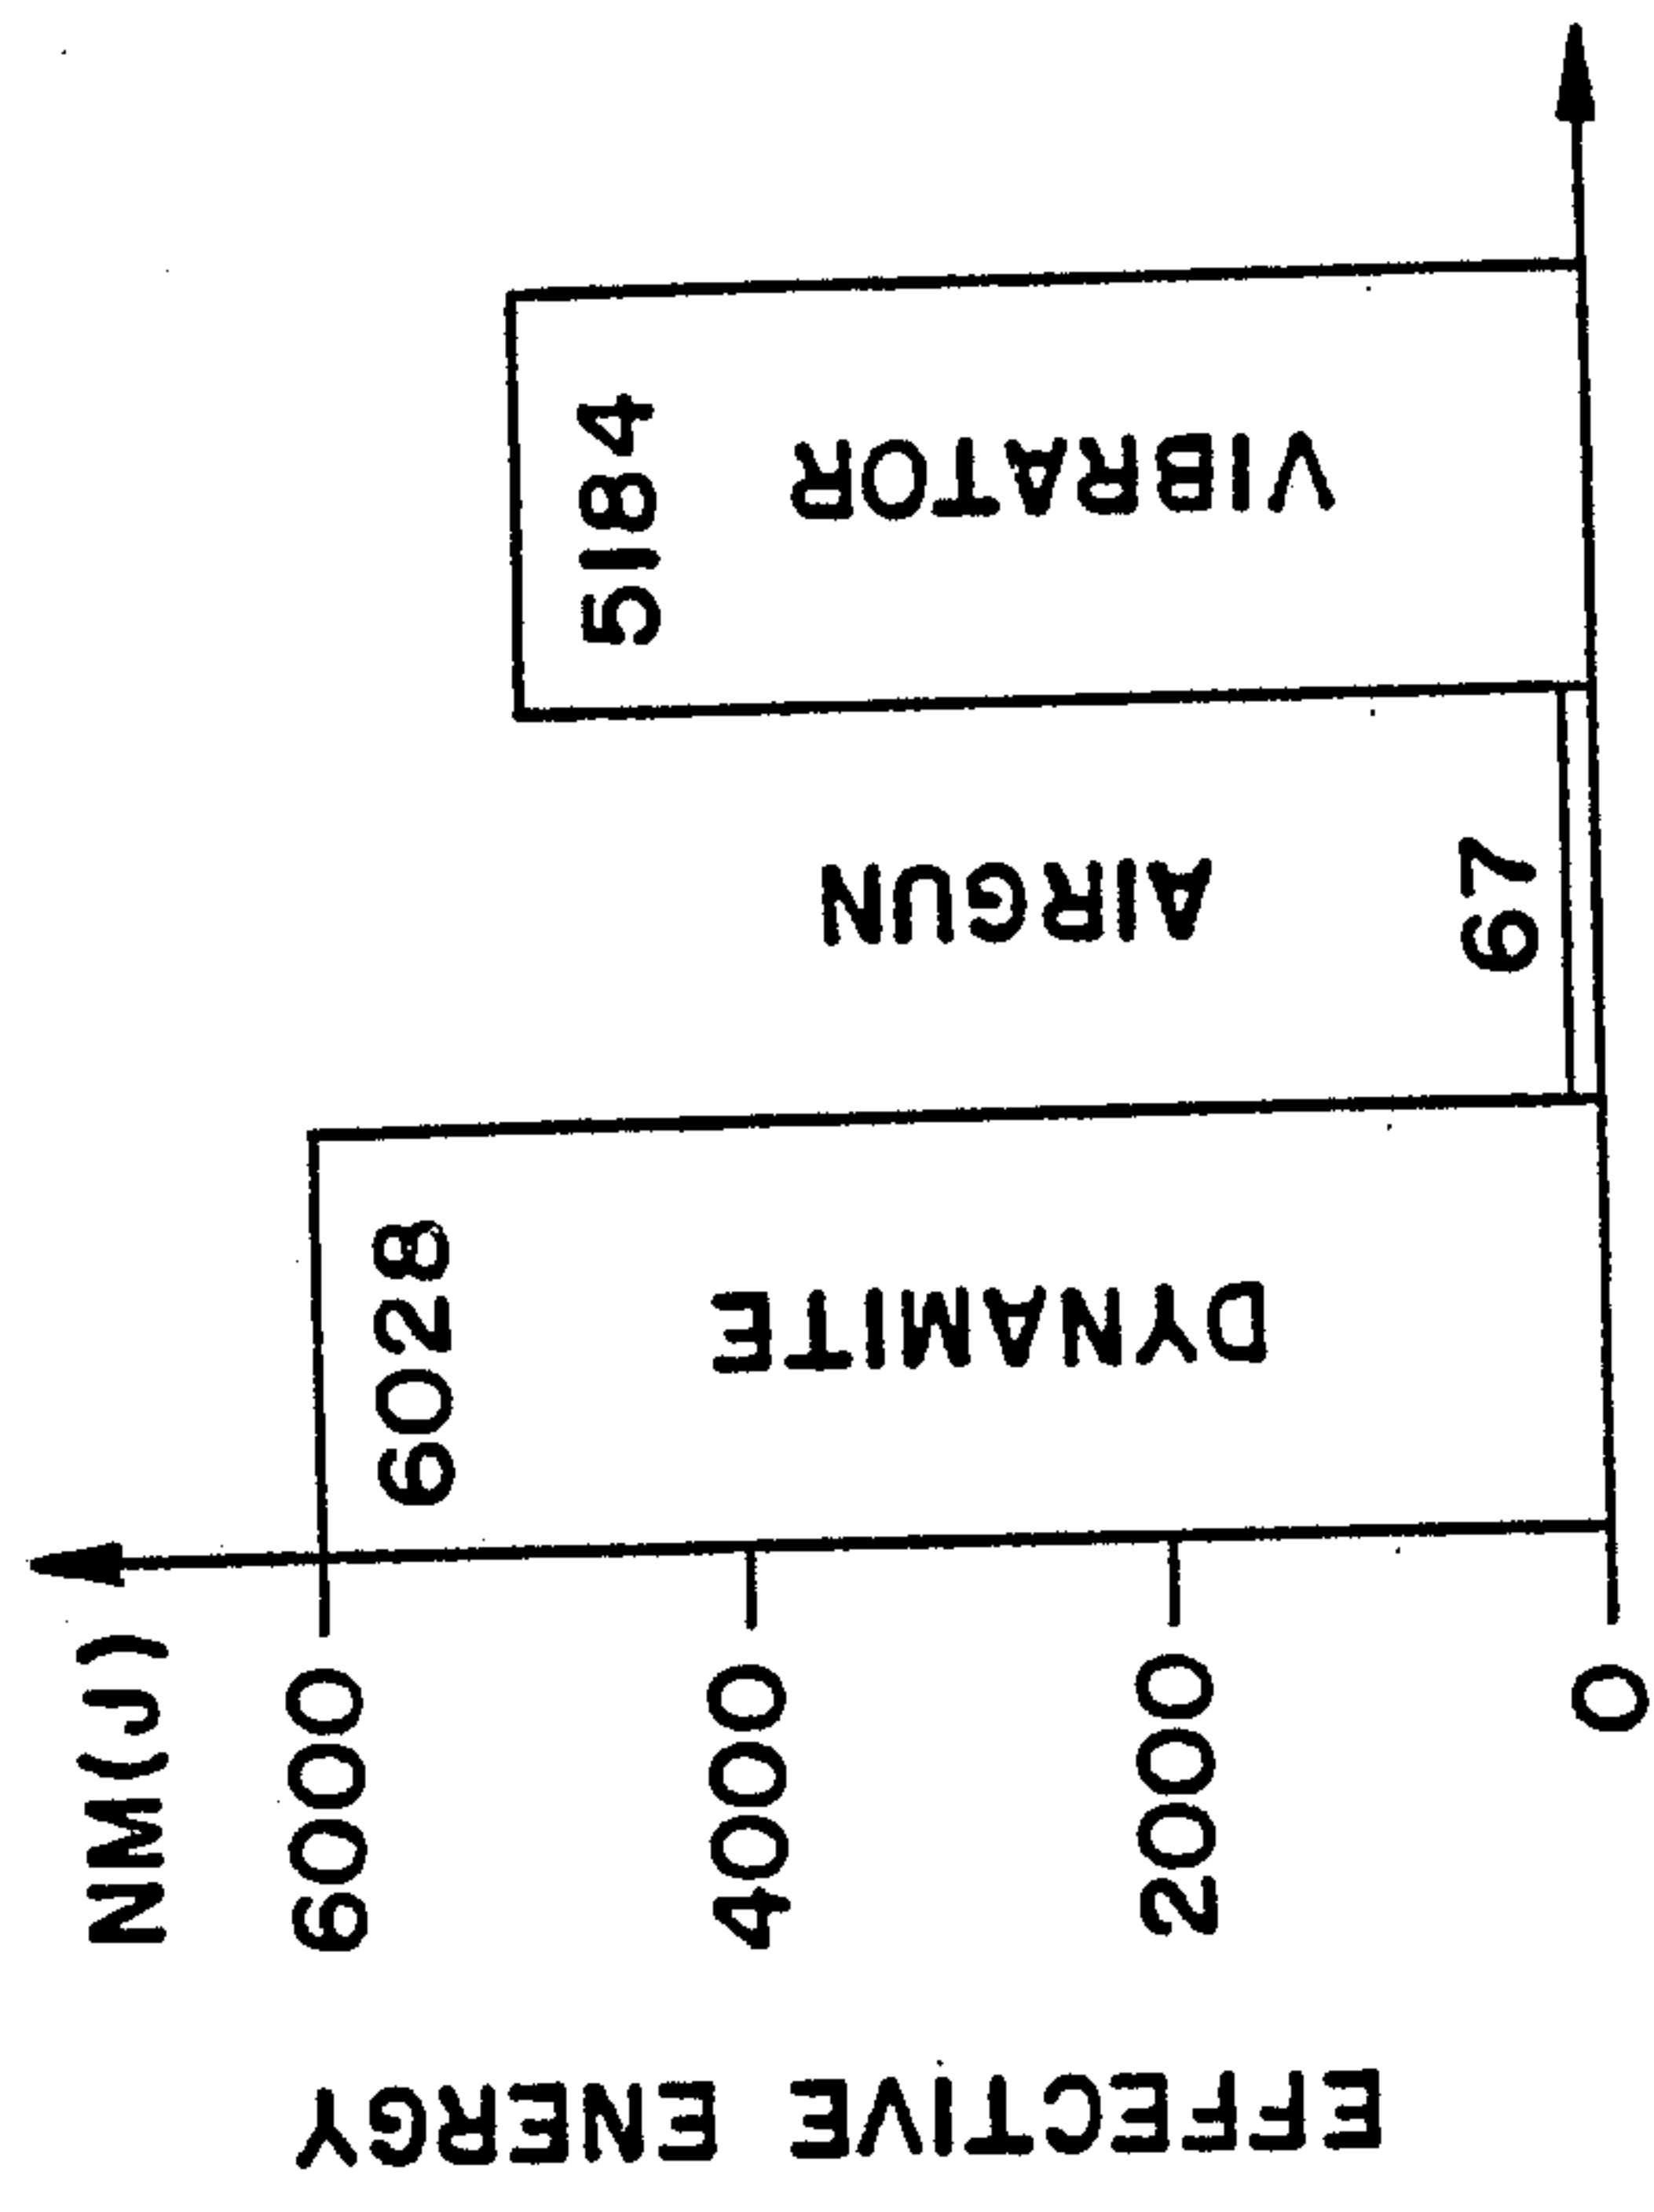 NM(J)
6000
4000
2000
0
EFFECTIVE ENERGY
6028
DYNAMITE
AIRGUN
67
5184
VIBRATOR